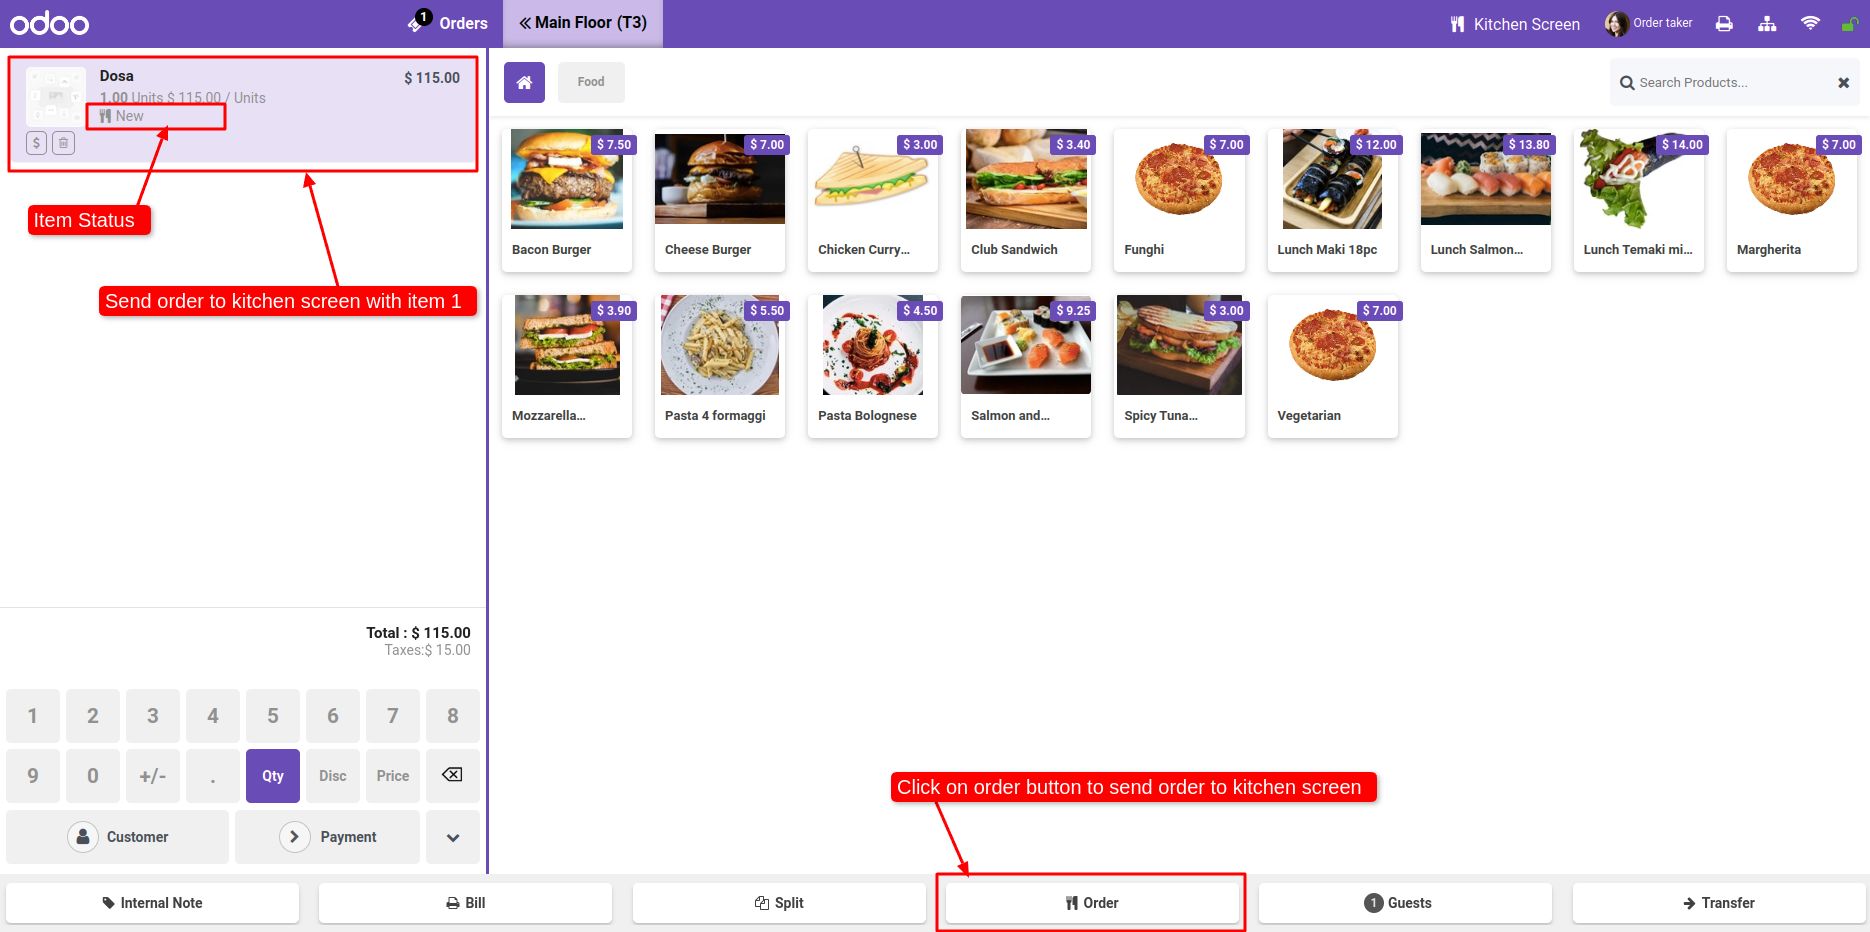 odoo
1
Orders
Main Floor (T3)
Kitchen Screen
Order taker
Dosa
$ 115.00
1.00 Units $ 115.00 / Units
New
$
Item Status
Send order to kitchen screen with item 1
Food
Search Products...
$ 7.50
Bacon Burger
$ 7.00
Cheese Burger
$ 3.00
Chicken Curry...
$ 3.40
Club Sandwich
$ 7.00
Funghi
$ 12.00
Lunch Maki 18pc
$ 13.80
Lunch Salmon...
$ 14.00
Lunch Temaki mi...
$ 7.00
Margherita
$ 3.90
Mozzarella...
$ 5.50
Pasta 4 formaggi
$ 4.50
Pasta Bolognese
$ 9.25
Salmon and...
$ 3.00
Spicy Tuna...
$ 7.00
Vegetarian
Total : $ 115.00
Taxes:$ 15.00
1 2 3 4 5 6 7 8
9 0 +/- . Qty Disc Price
Customer
Payment
Click on order button to send order to kitchen screen
Internal Note
Bill
Split
Order
1 Guests
Transfer